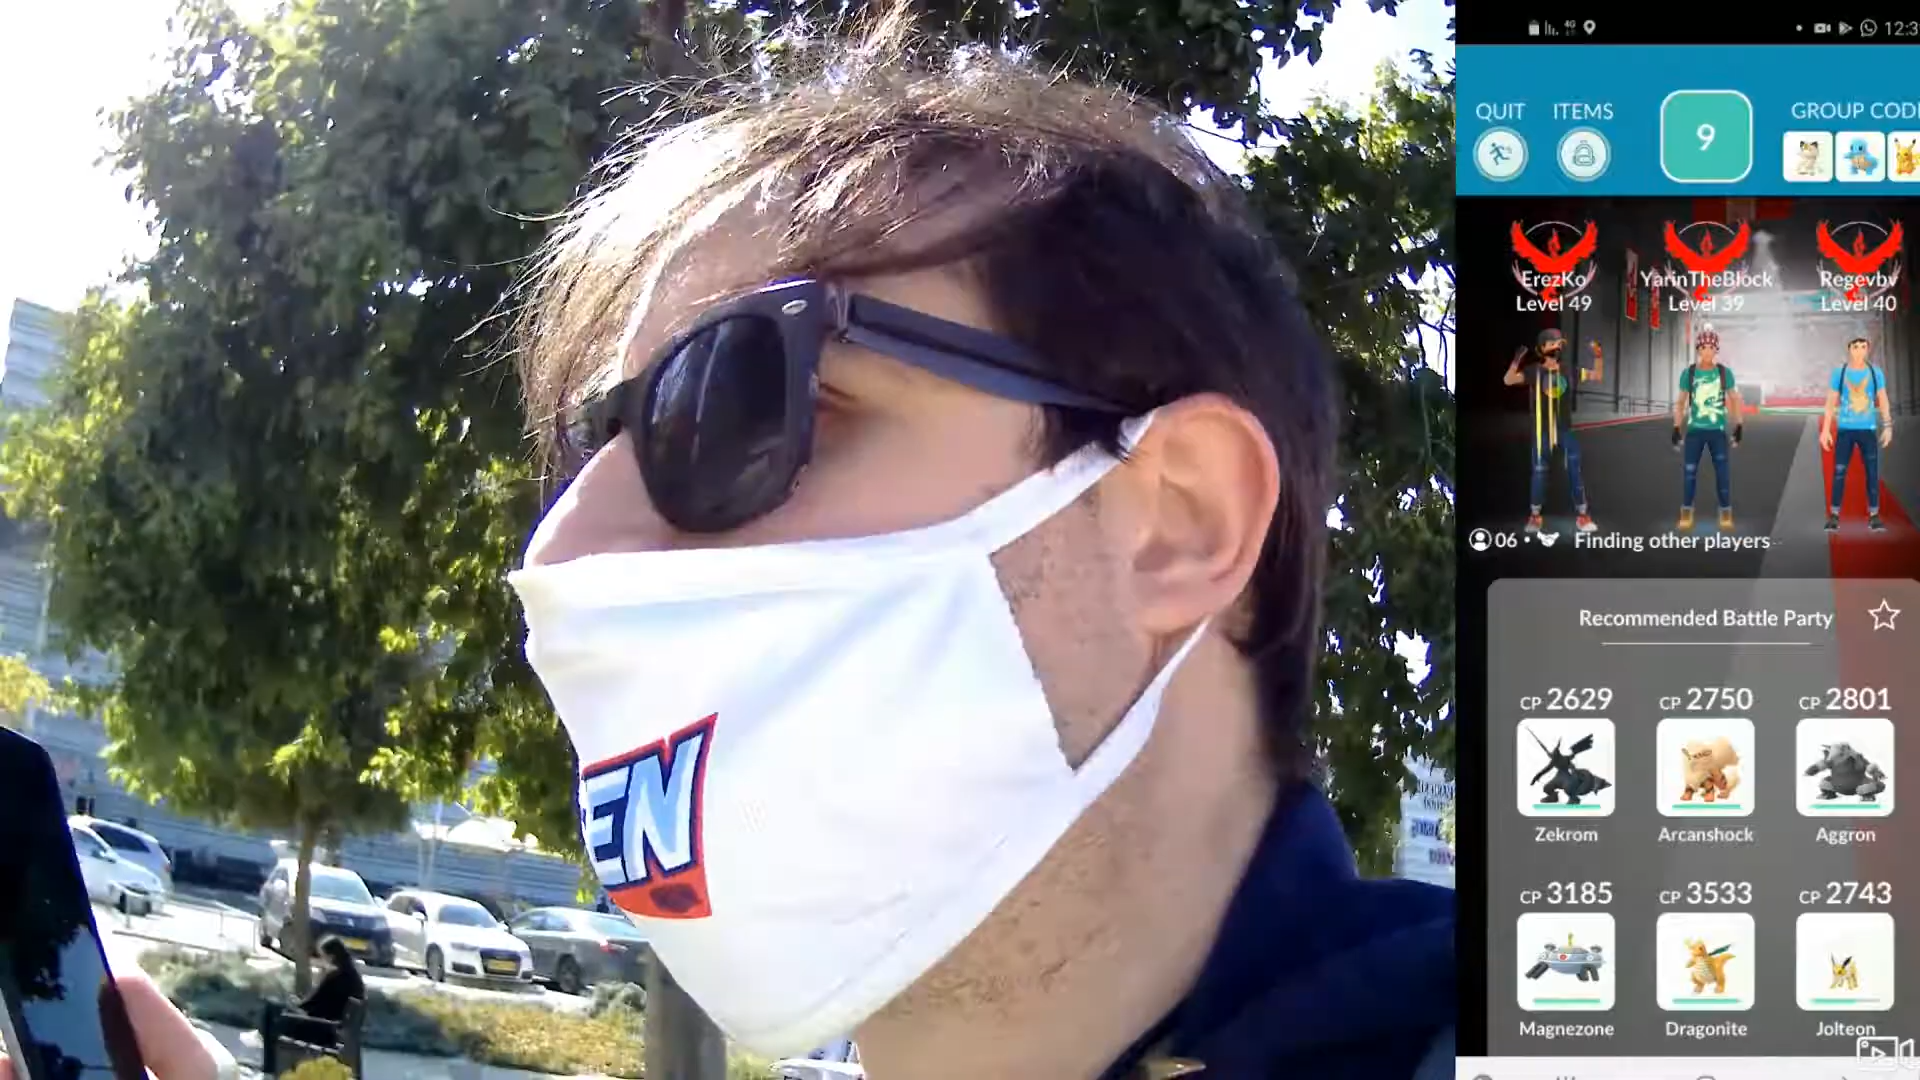 EN
12:3
QUIT
ITEMS
9
GROUP COD
ErezKo
Level 49
YarinTheBlock
Level 39
Regevbv
Level 40
06 • Finding other players
Recommended Battle Party
CP 2629
CP 2750
CP 2801
Zekrom
Arcanshock
Aggron
CP 3185
CP 3533
CP 2743
Magnezone
Dragonite
Jolteon